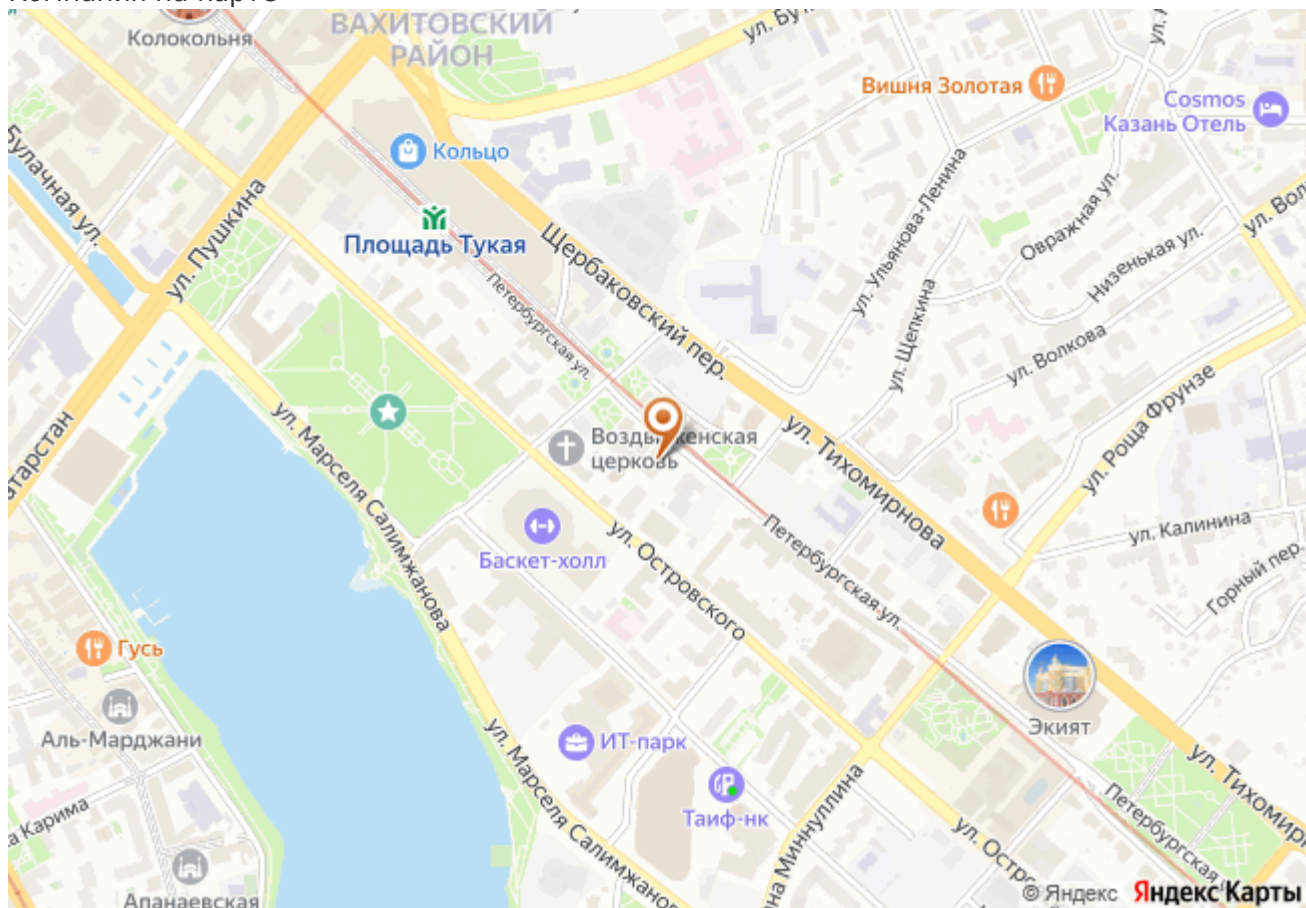 ВАХИТОВСКИЙ
РАЙОН
Колокольня
Вишня Золотая
Cosmos
Казань Отель
Кольцо
Булачная ул.
ул. Пушкина
Площадь Тукая
Щербаковский пер.
Петербургская ул.
ул. Ульянова-Ленина
Овражная ул.
Низенькая ул.
ул. Щепкина
ул. Волкова
ул. Роща Фрунзе
ул. Марселя Салимжанова
Воздвиженская
церковь
ул. Тихомирнова
Баскет-холл
ул. Островского
Петербургская ул.
ул. Калинина
Горный пер.
Гусь
Аль-Марджани
ИТ-парк
Экият
Таиф-нк
ул. Марселя Салимжанова
Апанаевская
Петербургская ул.
© Яндекс Яндекс Карты